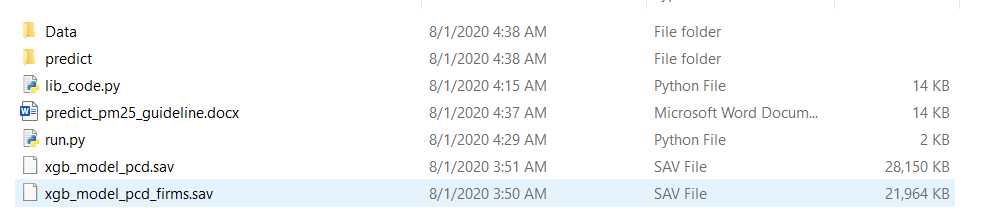 Data 8/1/2020 4:38 AM File folder
predict 8/1/2020 4:38 AM File folder
lib_code.py 8/1/2020 4:15 AM Python File 14 KB
predict_pm25_guideline.docx 8/1/2020 4:37 AM Microsoft Word Docum... 14 KB
run.py 8/1/2020 4:29 AM Python File 2 KB
xgb_model_pcd.sav 8/1/2020 3:51 AM SAV File 28,150 KB
xgb_model_pcd_firms.sav 8/1/2020 3:50 AM SAV File 21,964 KB